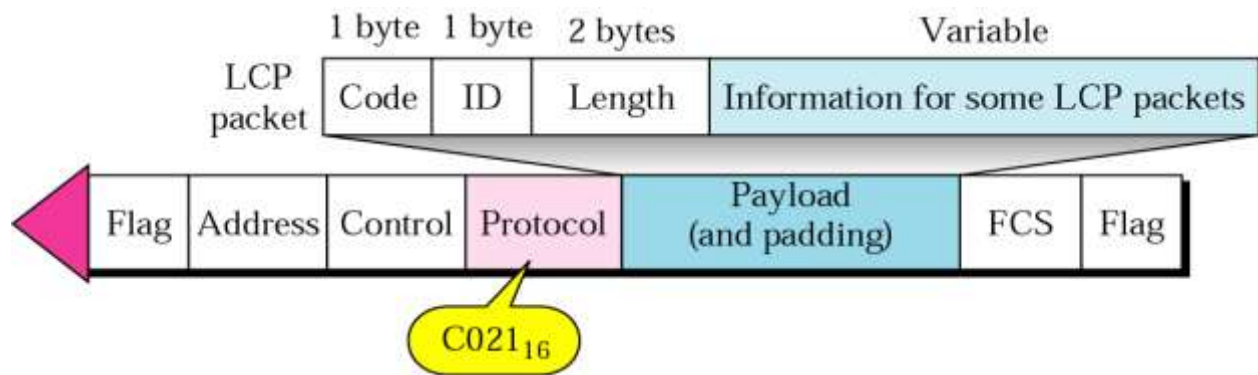 1 byte 1 byte 2 bytes Variable
LCP packet
Code ID Length Information for some LCP packets
Flag Address Control Protocol Payload (and padding) FCS Flag
C021₁₆